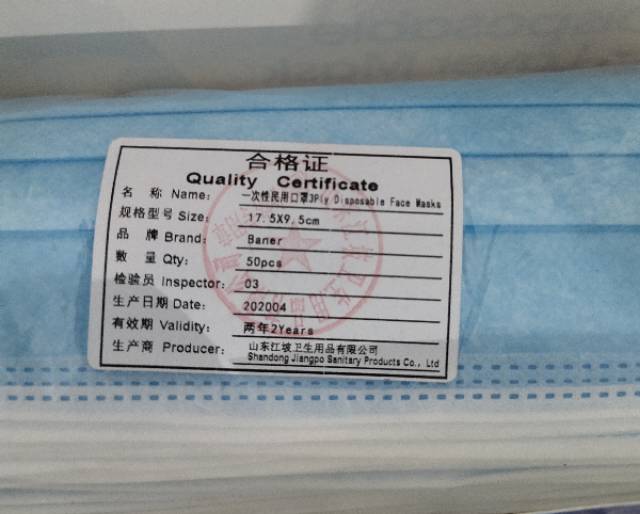 合格证
Quality Certificate
名 称 Name: 一次性民用口罩3Ply Disposable Face Masks
规格型号 Size: 17.5X9.5cm
品 牌 Brand: Baner
数 量 Qty: 50pcs
检验员 Inspector: 03
生产日期 Date: 202004
有效期 Validity: 两年2Years
生产商 Producer: 山东江坡卫生用品有限公司
Shandong Jiangpo Sanitary Products Co., Ltd